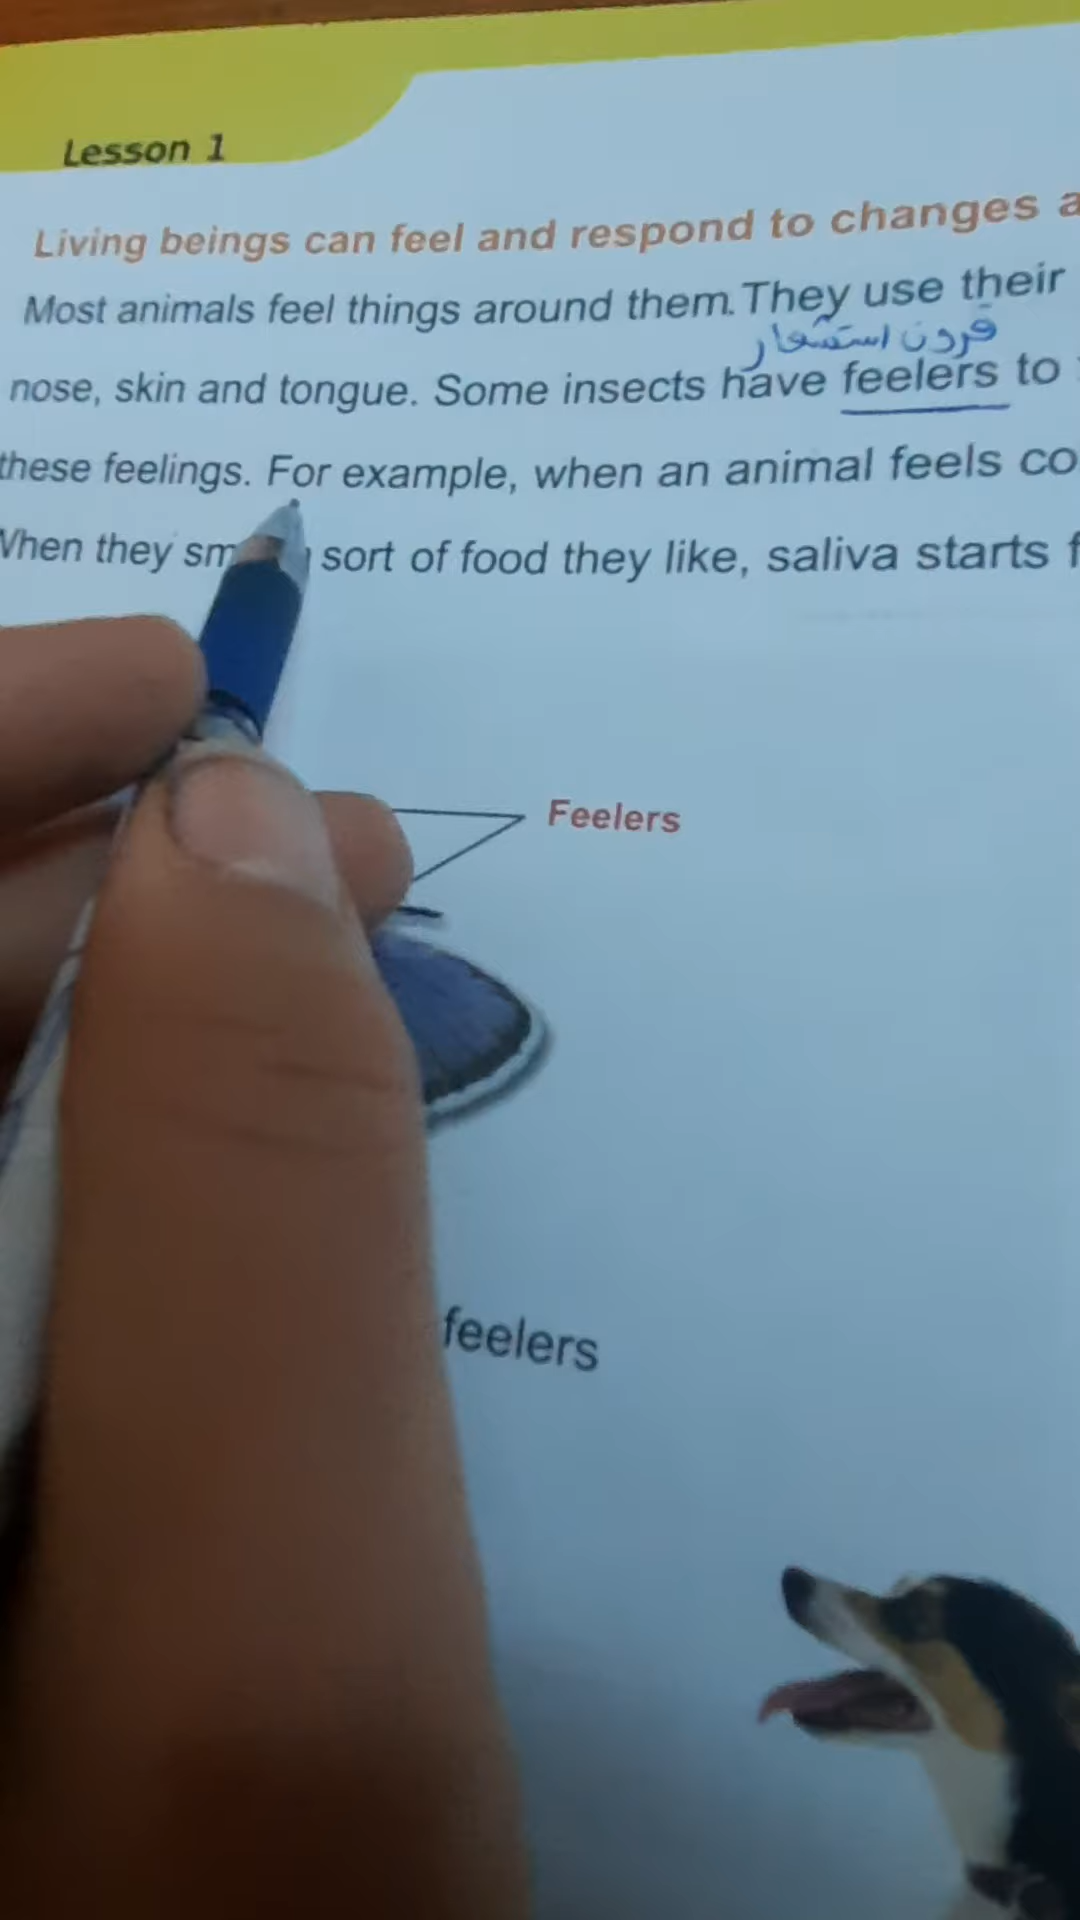 Lesson 1
Living beings can feel and respond to changes
Most animals feel things around them. They use their
قرون استشعار
nose, skin and tongue. Some insects have feelers to
these feelings. For example, when an animal feels
When they sort of food they like, saliva starts
Feelers
feelers